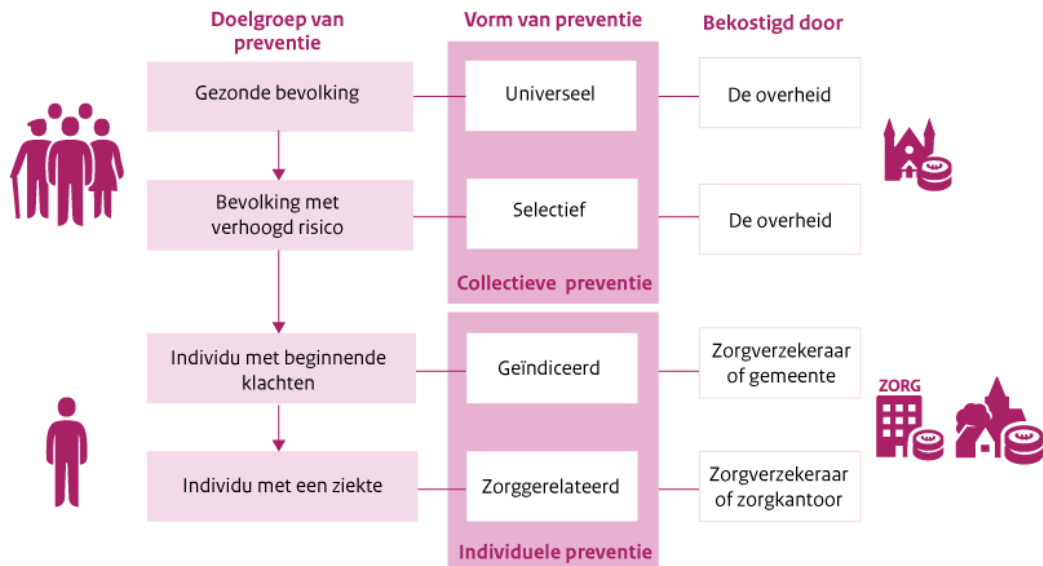 Doelgroep van
preventie
Vorm van preventie
Bekostigd door
Gezonde bevolking
Universeel
De overheid
Bevolking met
verhoogd risico
Selectief
De overheid
Collectieve preventie
Individu met beginnende
klachten
Geïndiceerd
Zorgverzekeraar
of gemeente
ZORG
Individu met een ziekte
Zorggerelateerd
Zorgverzekeraar
of zorgkantoor
Individuele preventie